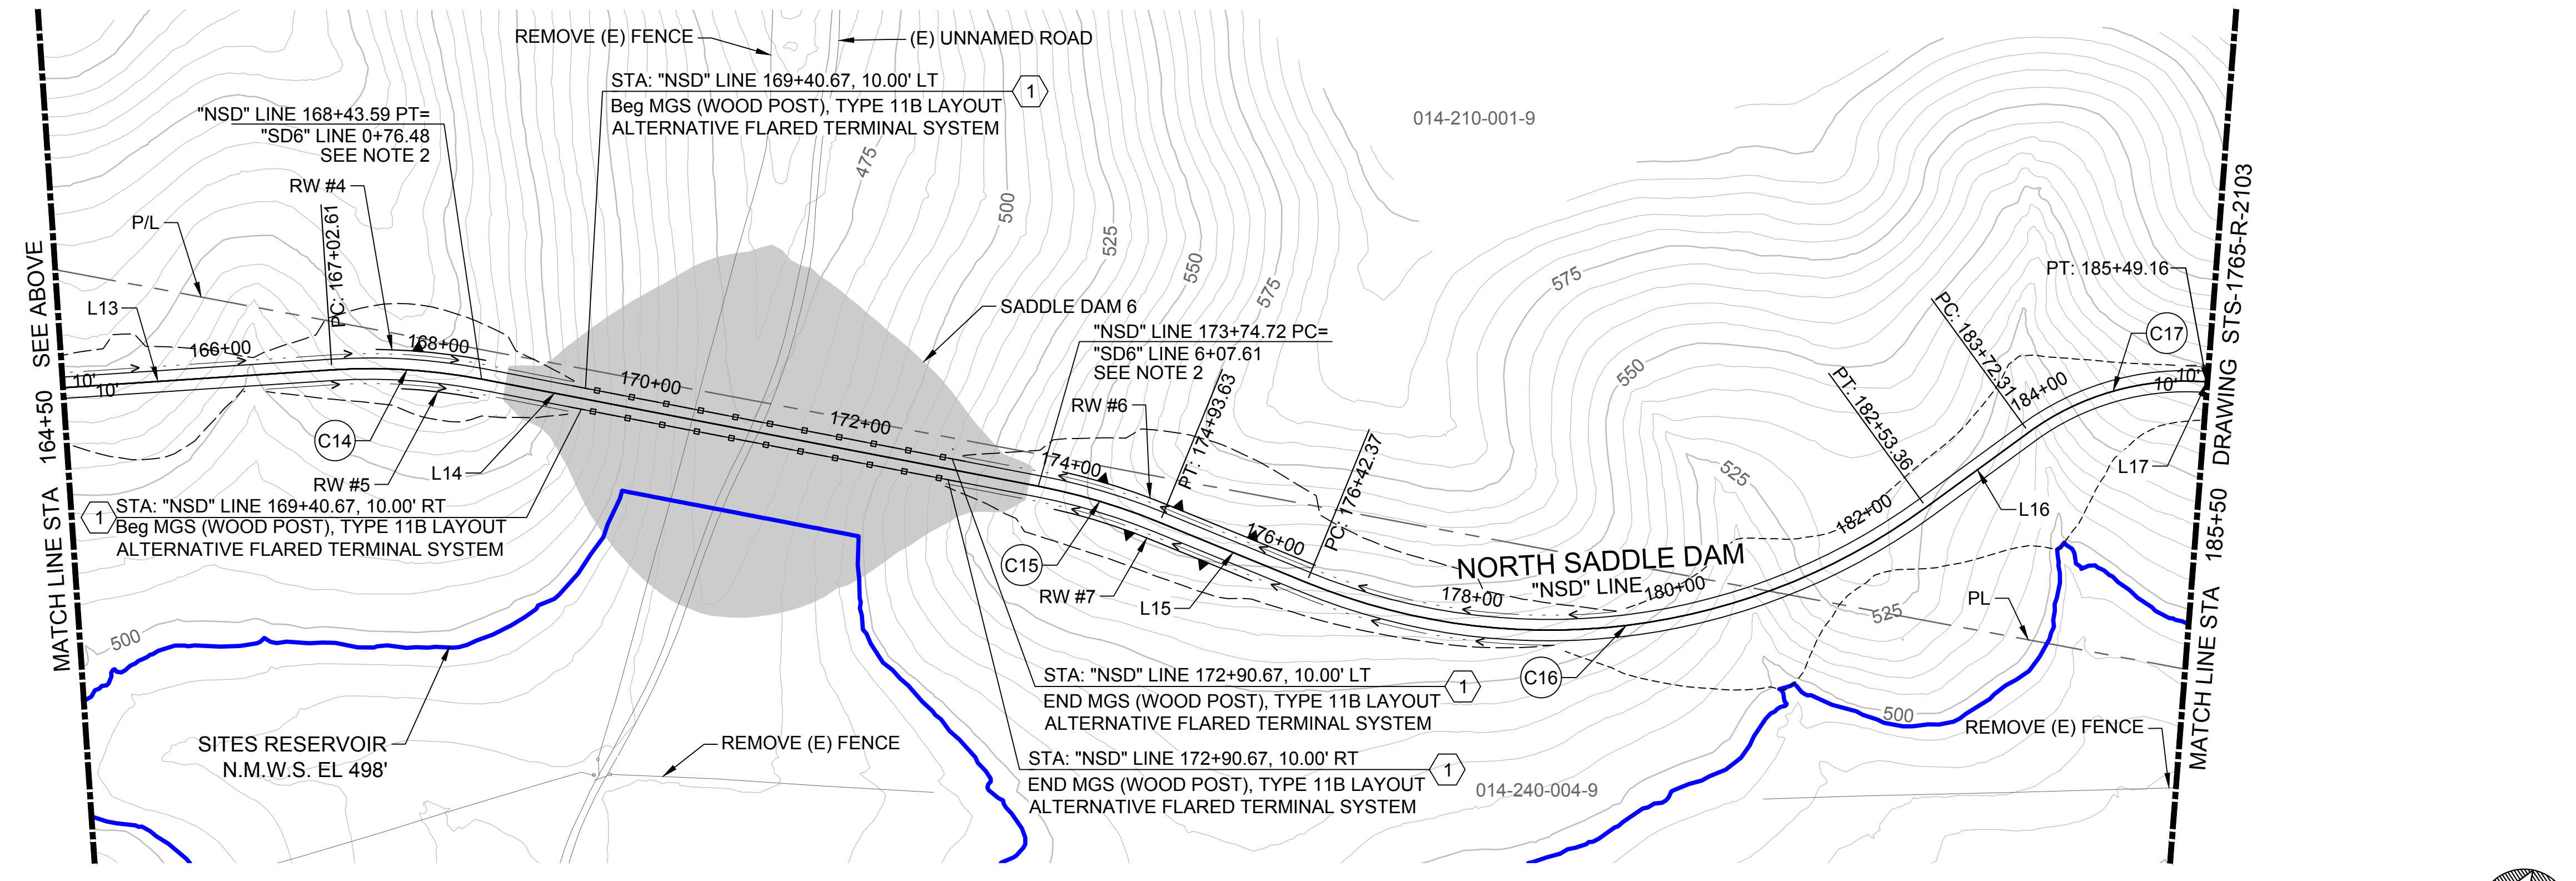 REMOVE (E) FENCE
(E) UNNAMED ROAD
STA: "NSD" LINE 169+40.67, 10.00' LT
1
Beg MGS (WOOD POST), TYPE 11B LAYOUT
ALTERNATIVE FLARED TERMINAL SYSTEM
"NSD" LINE 168+43.59 PT=
"SD6" LINE 0+76.48
SEE NOTE 2
014-210-001-9
475
500
525
550
575
575
550
525
525
RW #4
P/L
PC: 167+02.61
L13
166+00
168+00
10'
10'
C14
RW #5
L14
170+00
172+00
SADDLE DAM 6
"NSD" LINE 173+74.72 PC=
"SD6" LINE 6+07.61
SEE NOTE 2
RW #6
174+00
PT: 174+93.63
PC: 176+42.37
176+00
C15
RW #7
L15
NORTH SADDLE DAM
"NSD" LINE
178+00
180+00
182+00
184+00
PT: 182+53.36
PC: 183+72.31
PT: 185+49.16
C17
10'
10'
L17
L16
C16
PL
1
STA: "NSD" LINE 169+40.67, 10.00' RT
Beg MGS (WOOD POST), TYPE 11B LAYOUT
ALTERNATIVE FLARED TERMINAL SYSTEM
500
SITES RESERVOIR
N.M.W.S. EL 498'
REMOVE (E) FENCE
STA: "NSD" LINE 172+90.67, 10.00' LT
1
END MGS (WOOD POST), TYPE 11B LAYOUT
ALTERNATIVE FLARED TERMINAL SYSTEM
STA: "NSD" LINE 172+90.67, 10.00' RT
1
END MGS (WOOD POST), TYPE 11B LAYOUT
ALTERNATIVE FLARED TERMINAL SYSTEM
014-240-004-9
500
REMOVE (E) FENCE
MATCH LINE STA 164+50 SEE ABOVE
MATCH LINE STA 185+50 DRAWING STS-1765-R-2103